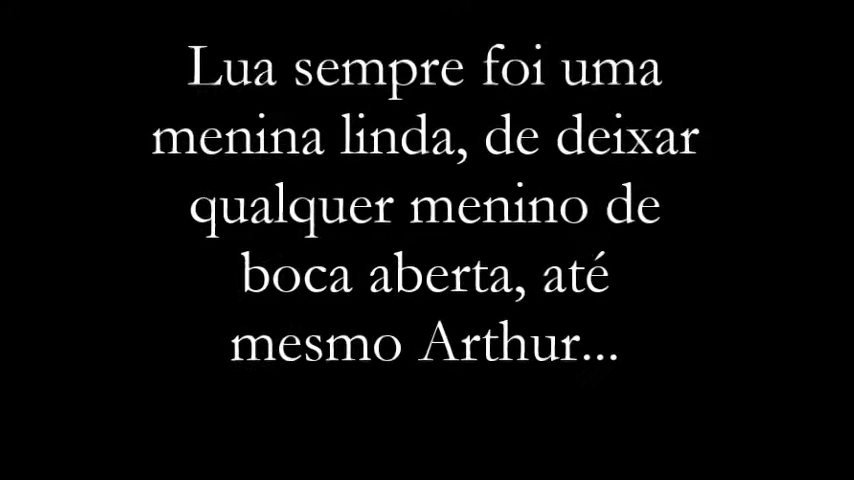 Lua sempre foi uma
menina linda, de deixar
qualquer menino de
boca aberta, até
mesmo Arthur...